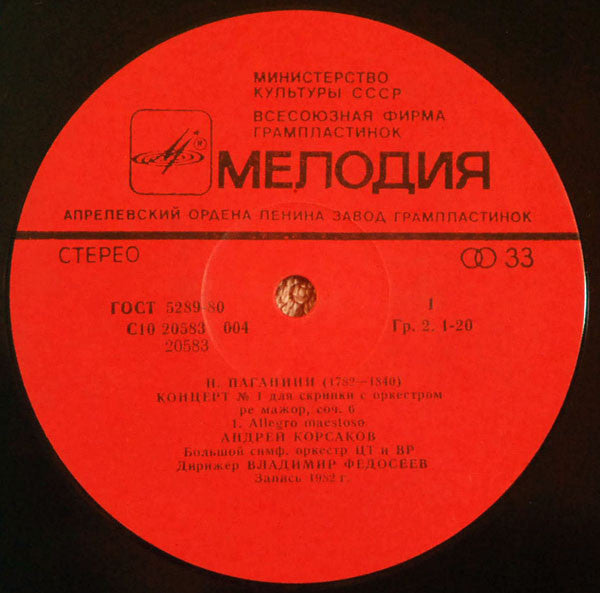 МИНИСТЕРСТВО
КУЛЬТУРЫ СССР
ВСЕСОЮЗНАЯ ФИРМА
ГРАМПЛАСТИНОК
МЕЛОДИЯ
АПРЕЛЕВСКИЙ ОРДЕНА ЛЕНИНА ЗАВОД ГРАМПЛАСТИНОК
СТЕРЕО
33
ГОСТ 5289-80
I
С10 20583 004
Гр. 2. 1-20
20583
Н. ПАГАНИНИ (1782—1840)
КОНЦЕРТ № 1 для скрипки с оркестром
ре мажор, соч. 6
1. Allegro maestoso
АНДРЕЙ КОРСАКОВ
Большой симф. оркестр ЦТ и ВР
Дирижер ВЛАДИМИР ФЕДОСЕЕВ
Запись 1982 г.